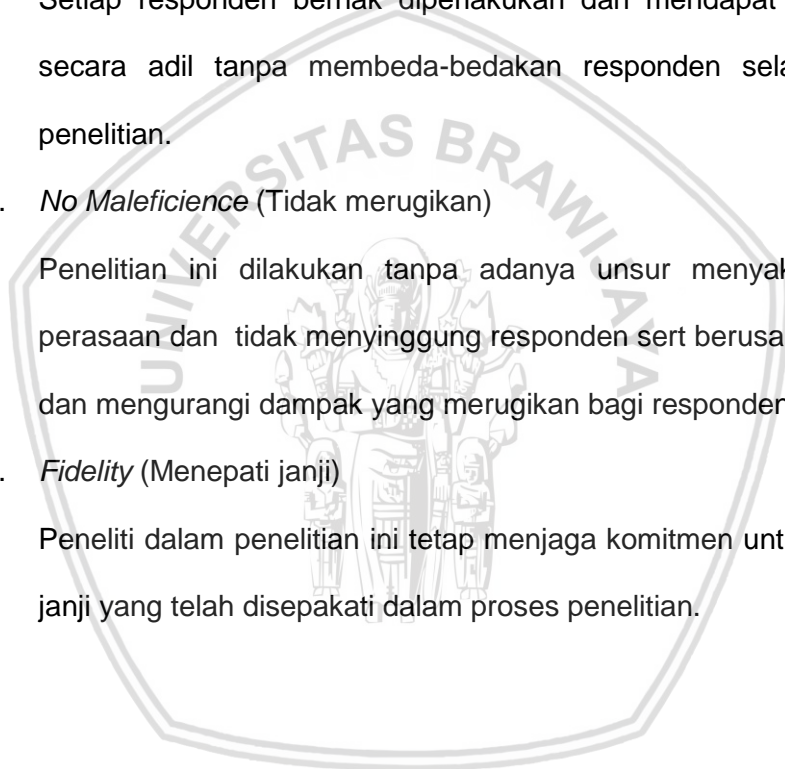 Setiap responden berhak diperlakukan dan mendapat
secara adil tanpa membeda-bedakan responden sela
penelitian.
. No Maleficience (Tidak merugikan)
Penelitian ini dilakukan tanpa adanya unsur menyak
perasaan dan tidak menyinggung responden sert berusa
dan mengurangi dampak yang merugikan bagi responden
. Fidelity (Menepati janji)
Peneliti dalam penelitian ini tetap menjaga komitmen unt
janji yang telah disepakati dalam proses penelitian.
UNIVERSITAS BRAWIJAYA